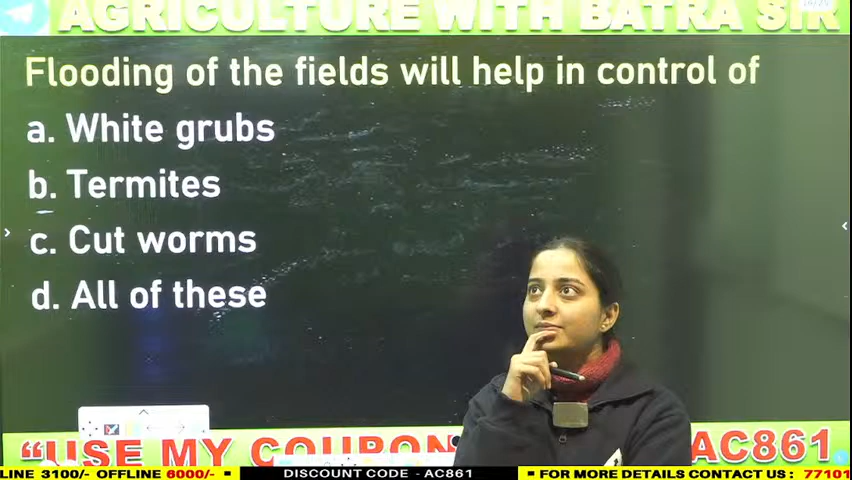 AGRICULTURE WITH BATRA SIR
Flooding of the fields will help in control of
a. White grubs
b. Termites
c. Cut worms
d. All of these
“USE MY COUPON AC861
LINE 3100/- OFFLINE 6000/- DISCOUNT CODE - AC861 FOR MORE DETAILS CONTACT US : 77101